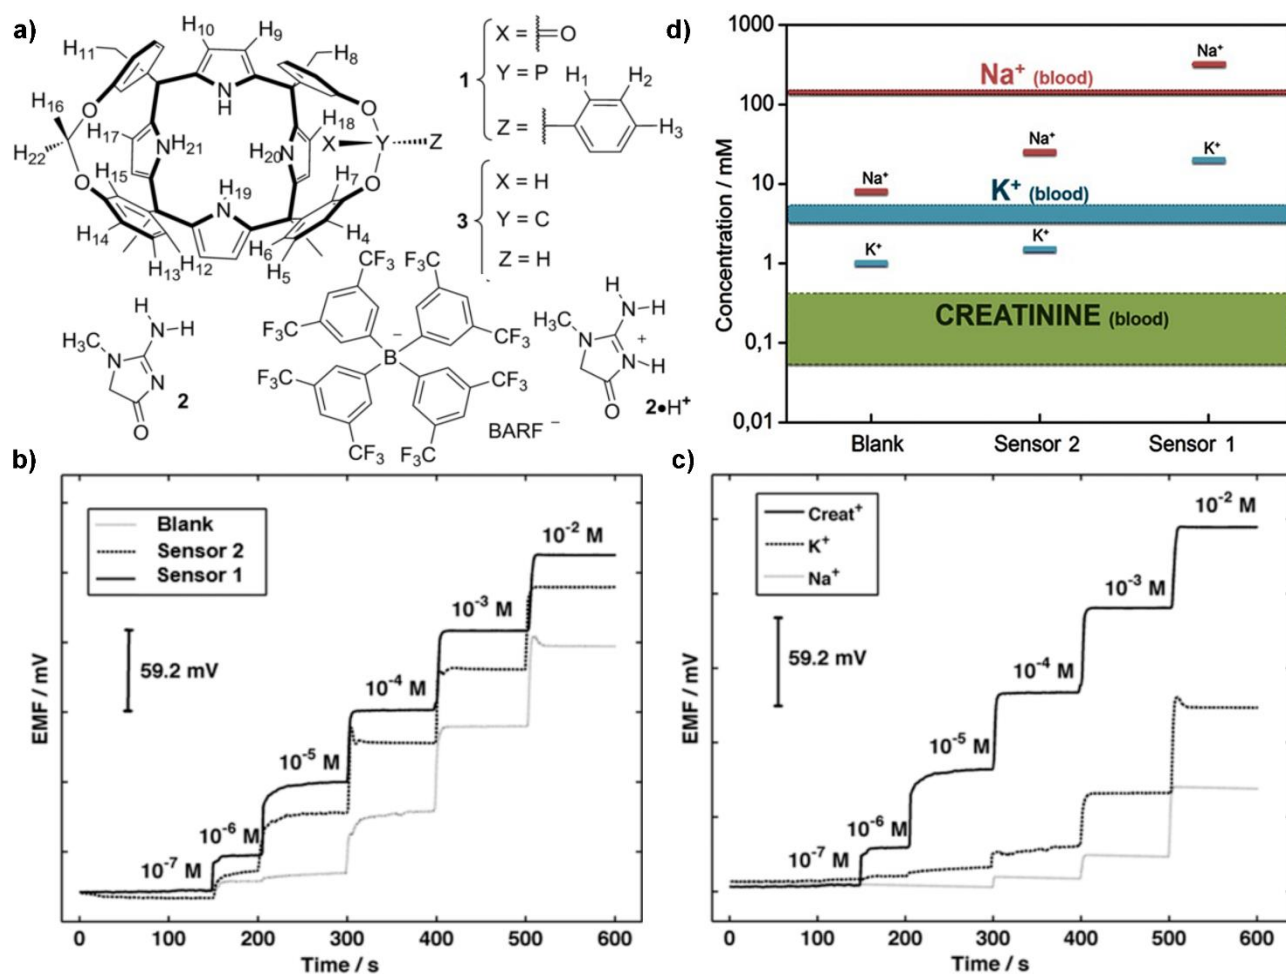 a)
H10
H9
H11
H8
N
H
O
H16
H17
H22
N
H21
H20
N
H18
X
Y
Z
O
O
O
H15
H19
N
H7
H14
H13
H12
H6
H5
H4
1
X = =O
Y = P
Z =
H1
H2
H3
3
X = H
Y = C
Z = H
H3C
N
H
N-H
N
O
2
CF3
F3C
F3C
CF3
CF3
CF3
F3C
B
−
F3C
CF3
CF3
F3C
CF3
BARF−
H3C
N
H
N-H
+
N-H
O
2•H+
d)
Concentration / mM
1000
100
10
1
0,1
0,01
Na+ (blood)
K+ (blood)
CREATININE (blood)
Na+
Na+
Na+
K+
K+
K+
Blank
Sensor 2
Sensor 1
b)
EMF / mV
Blank
Sensor 2
Sensor 1
59.2 mV
10-7 M
10-6 M
10-5 M
10-4 M
10-3 M
10-2 M
0
100
200
300
400
500
600
Time / s
c)
EMF / mV
Creat+
K+
Na+
59.2 mV
10-7 M
10-6 M
10-5 M
10-4 M
10-3 M
10-2 M
0
100
200
300
400
500
600
Time / s